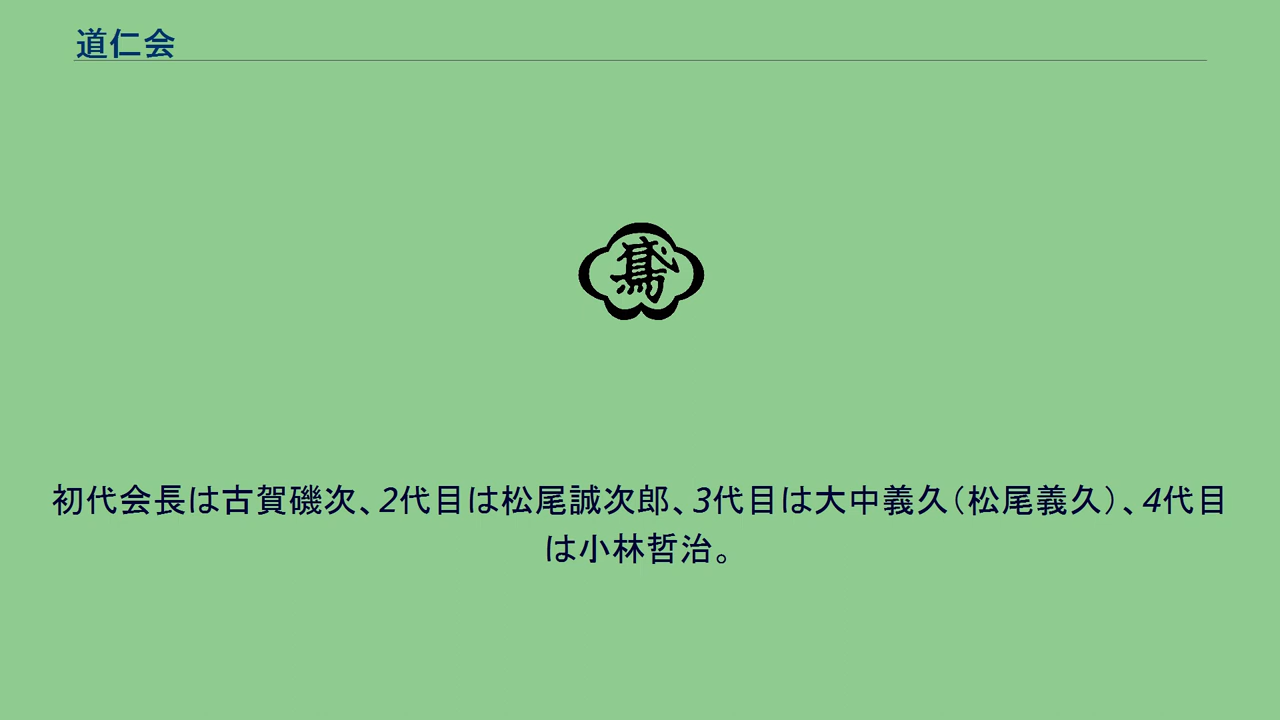 道仁会
鳶
初代会長は古賀磯次、2代目は松尾誠次郎、3代目は大中義久（松尾義久）、4代目
は小林哲治。